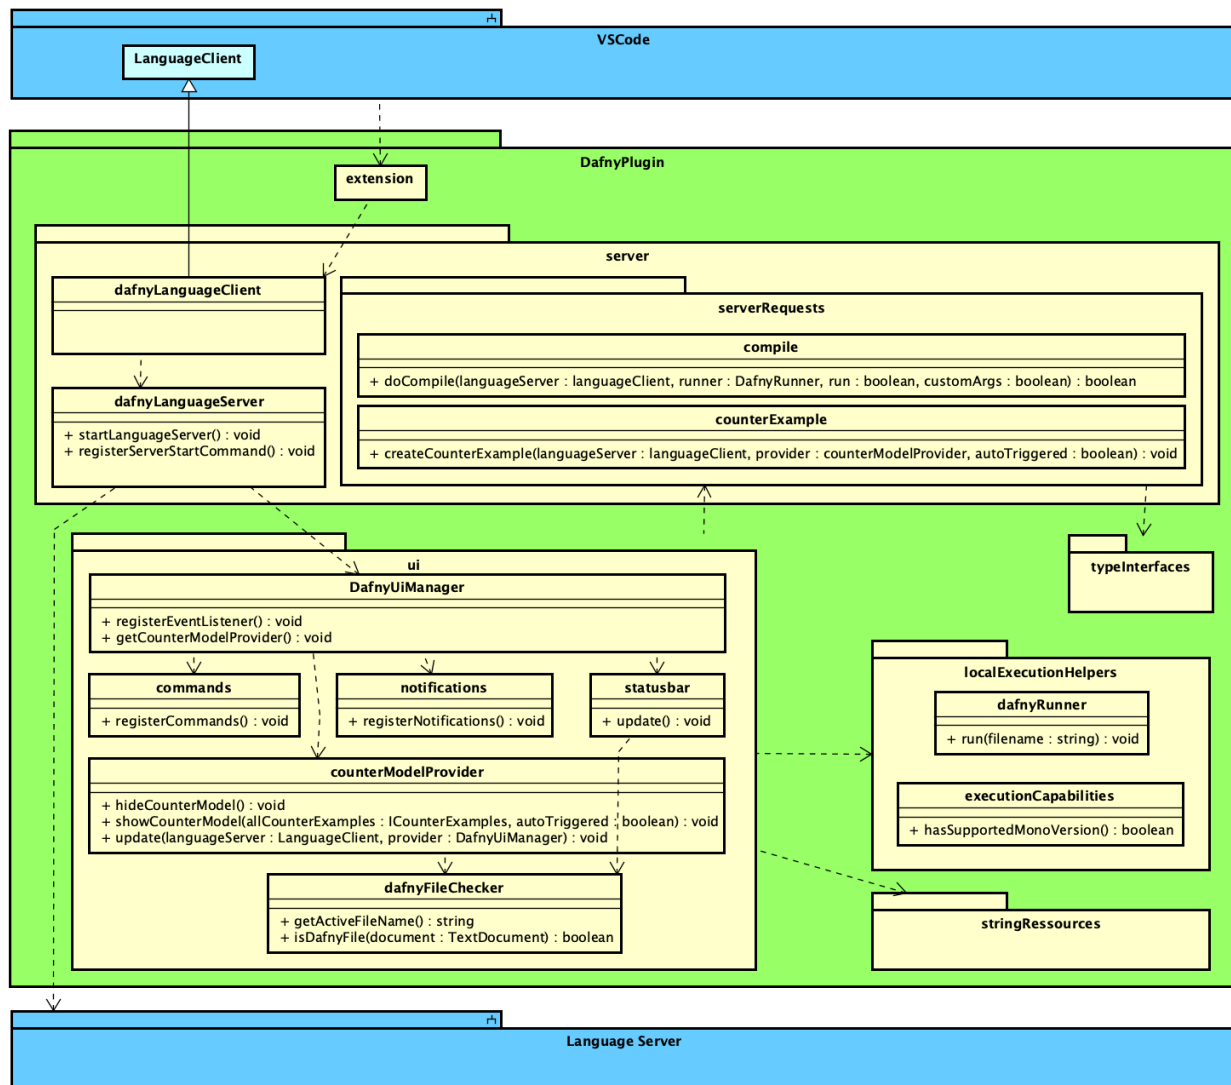 VSCode
LanguageClient
DafnyPlugin
extension
server
dafnyLanguageClient
serverRequests
compile
+ doCompile(languageServer : languageClient, runner : DafnyRunner, run : boolean, customArgs : boolean) : boolean
dafnyLanguageServer
+ startLanguageServer() : void
+ registerServerStartCommand() : void
counterExample
+ createCounterExample(languageServer : languageClient, provider : counterModelProvider, autoTriggered : boolean) : void
ui
DafnyUiManager
+ registerEventListener() : void
+ getCounterModelProvider() : void
typeInterfaces
commands
+ registerCommands() : void
notifications
+ registerNotifications() : void
statusbar
+ update() : void
localExecutionHelpers
dafnyRunner
+ run(filename : string) : void
executionCapabilities
+ hasSupportedMonoVersion() : boolean
counterModelProvider
+ hideCounterModel() : void
+ showCounterModel(allCounterExamples : ICounterExamples, autoTriggered : boolean) : void
+ update(languageServer : LanguageClient, provider : DafnyUiManager) : void
dafnyFileChecker
+ getActiveFileName() : string
+ isDafnyFile(document : TextDocument) : boolean
stringRessources
Language Server